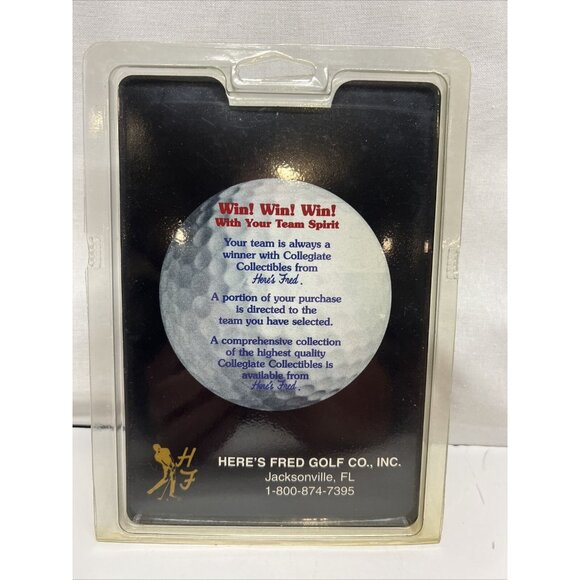 Win! Win! Win!
With Your Team Spirit
Your team is always a
winner with Collegiate
Collectibles from
Here's Fred.
A portion of your purchase
is directed to the
team you have selected.
A comprehensive collection
of the highest quality
Collegiate Collectibles is
available from
Here's Fred.
H
F
HERE'S FRED GOLF CO., INC.
Jacksonville, FL
1-800-874-7395